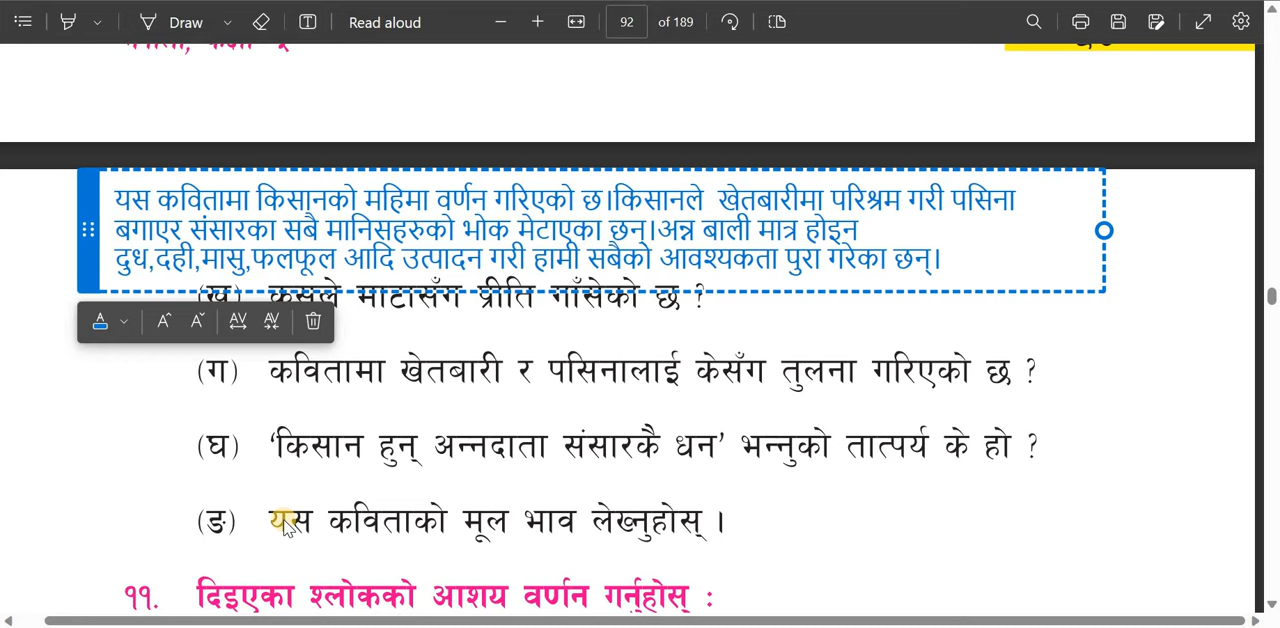 Draw
Read aloud
92 of 189
यस कवितामा किसानको महिमा वर्णन गरिएको छ।किसानले खेतबारीमा परिश्रम गरी पसिना
बगाएर संसारका सबै मानिसहरुको भोक मेटाएका छन्।अन्न बाली मात्र होइन
दुध,दही,मासु,फलफूल आदि उत्पादन गरी हामी सबैको आवश्यकता पुरा गरेका छन्।
(ख) कसले माटासँग प्रीति गाँसेको छ ?
(ग) कवितामा खेतबारी र पसिनालाई केसँग तुलना गरिएको छ ?
(घ) ‘किसान हुन् अन्नदाता संसारकै धन’ भन्नुको तात्पर्य के हो ?
(ङ) यस कविताको मूल भाव लेख्नुहोस् ।
११. दिइएका श्लोकको आशय वर्णन गर्नुहोस् :